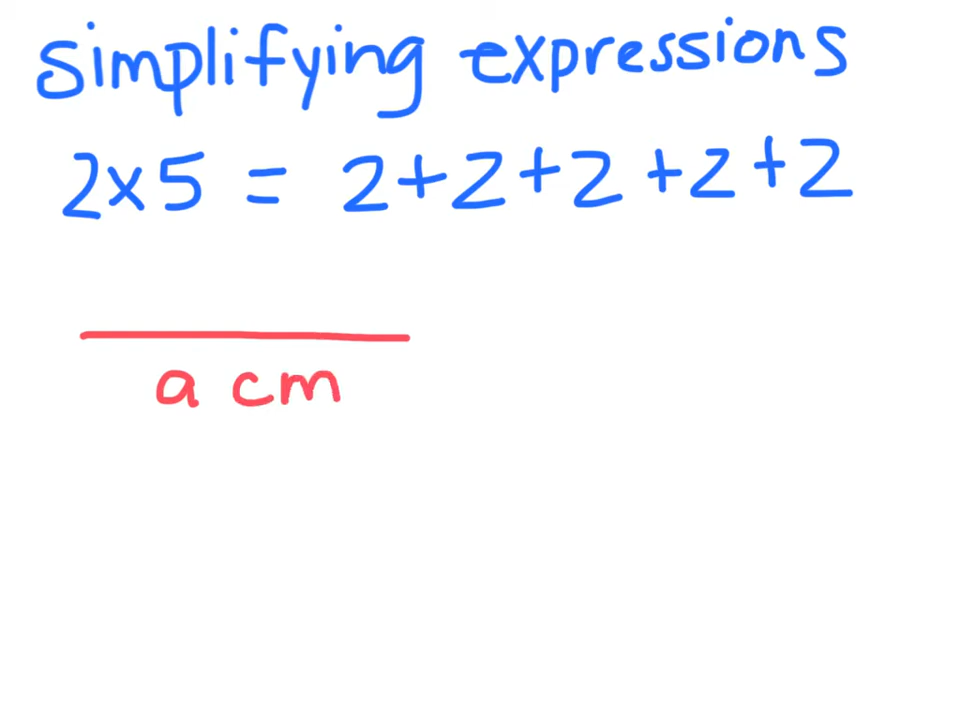 simplifying expressions
2x5 = 2+2+2+2+2
a cm